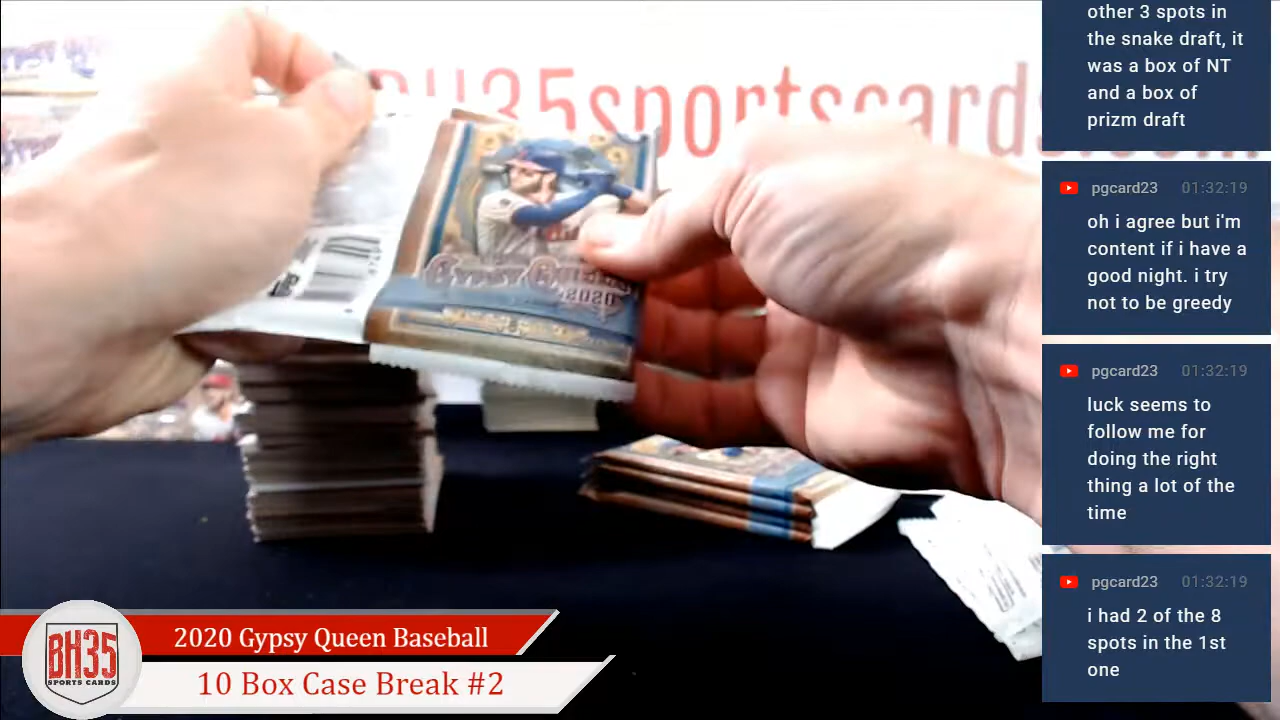 BH35sportscards.
GYPSY QUEEN
2020
other 3 spots in
the snake draft, it
was a box of NT
and a box of
prizm draft
pgcard23 01:32:19
oh i agree but i'm
content if i have a
good night. i try
not to be greedy
pgcard23 01:32:19
luck seems to
follow me for
doing the right
thing a lot of the
time
pgcard23 01:32:19
i had 2 of the 8
spots in the 1st
one
BH35
SPORTS CARDS
2020 Gypsy Queen Baseball
10 Box Case Break #2